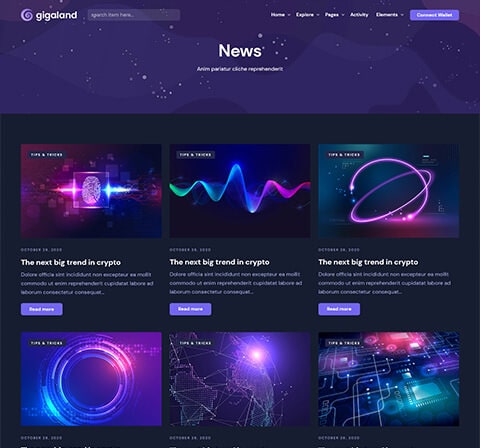 gigaland
search item here...
Home
Explore
Pages
Activity
Elements
Connect Wallet
News
Anim pariatur cliche reprehenderit
TIPS & TRICKS
TIPS & TRICKS
TIPS & TRICKS
OCTOBER 28, 2020
OCTOBER 28, 2020
OCTOBER 28, 2020
The next big trend in crypto
The next big trend in crypto
The next big trend in crypto
Dolore officia sint incididunt non excepteur ea mollit
commodo ut enim reprehenderit cupidatat labore ad
laborum consectetur consequat...
Dolore officia sint incididunt non excepteur ea mollit
commodo ut enim reprehenderit cupidatat labore ad
laborum consectetur consequat...
Dolore officia sint incididunt non excepteur ea mollit
commodo ut enim reprehenderit cupidatat labore ad
laborum consectetur consequat...
Read more
Read more
Read more
TIPS & TRICKS
TIPS & TRICKS
TIPS & TRICKS
OCTOBER 28, 2020
OCTOBER 28, 2020
OCTOBER 28, 2020